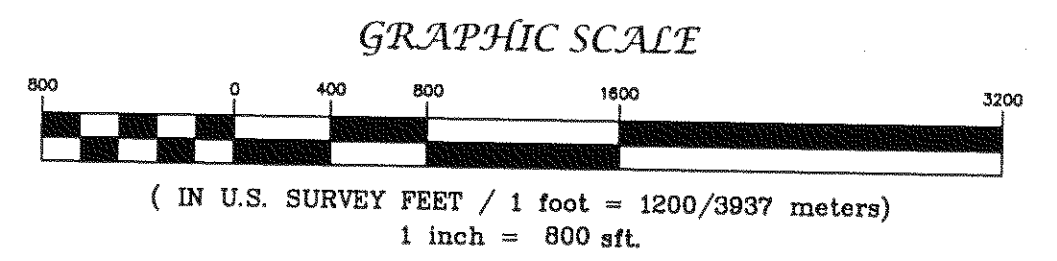 GRAPHIC SCALE
800 0 400 800 1600 3200
( IN U.S. SURVEY FEET / 1 foot = 1200/3937 meters)
1 inch = 800 sft.